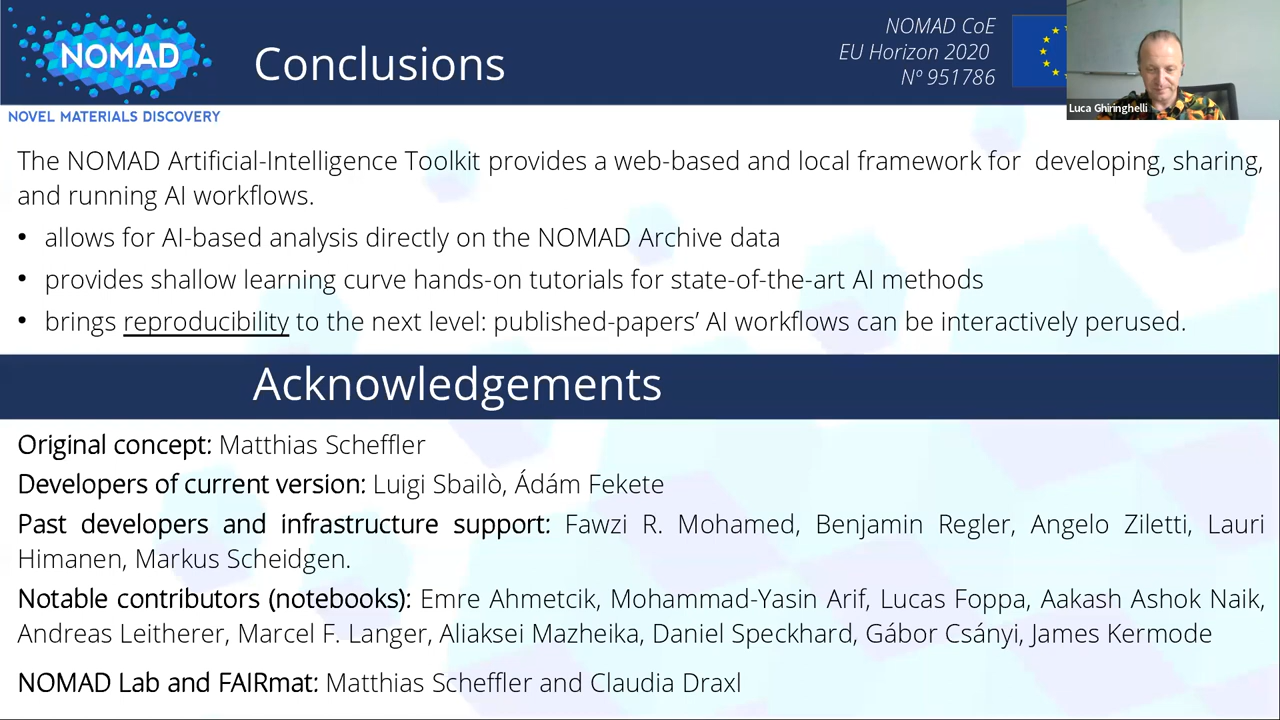 NOMAD
NOVEL MATERIALS DISCOVERY
Conclusions
NOMAD CoE
EU Horizon 2020
Nº 951786
Luca Ghiringhelli
The NOMAD Artificial-Intelligence Toolkit provides a web-based and local framework for developing, sharing,
and running AI workflows.
• allows for AI-based analysis directly on the NOMAD Archive data
• provides shallow learning curve hands-on tutorials for state-of-the-art AI methods
• brings reproducibility to the next level: published-papers’ AI workflows can be interactively perused.
Acknowledgements
Original concept: Matthias Scheffler
Developers of current version: Luigi Sbailò, Ádám Fekete
Past developers and infrastructure support: Fawzi R. Mohamed, Benjamin Regler, Angelo Ziletti, Lauri
Himanen, Markus Scheidgen.
Notable contributors (notebooks): Emre Ahmetcik, Mohammad-Yasin Arif, Lucas Foppa, Aakash Ashok Naik,
Andreas Leitherer, Marcel F. Langer, Aliaksei Mazheika, Daniel Speckhard, Gábor Csányi, James Kermode
NOMAD Lab and FAIRmat: Matthias Scheffler and Claudia Draxl